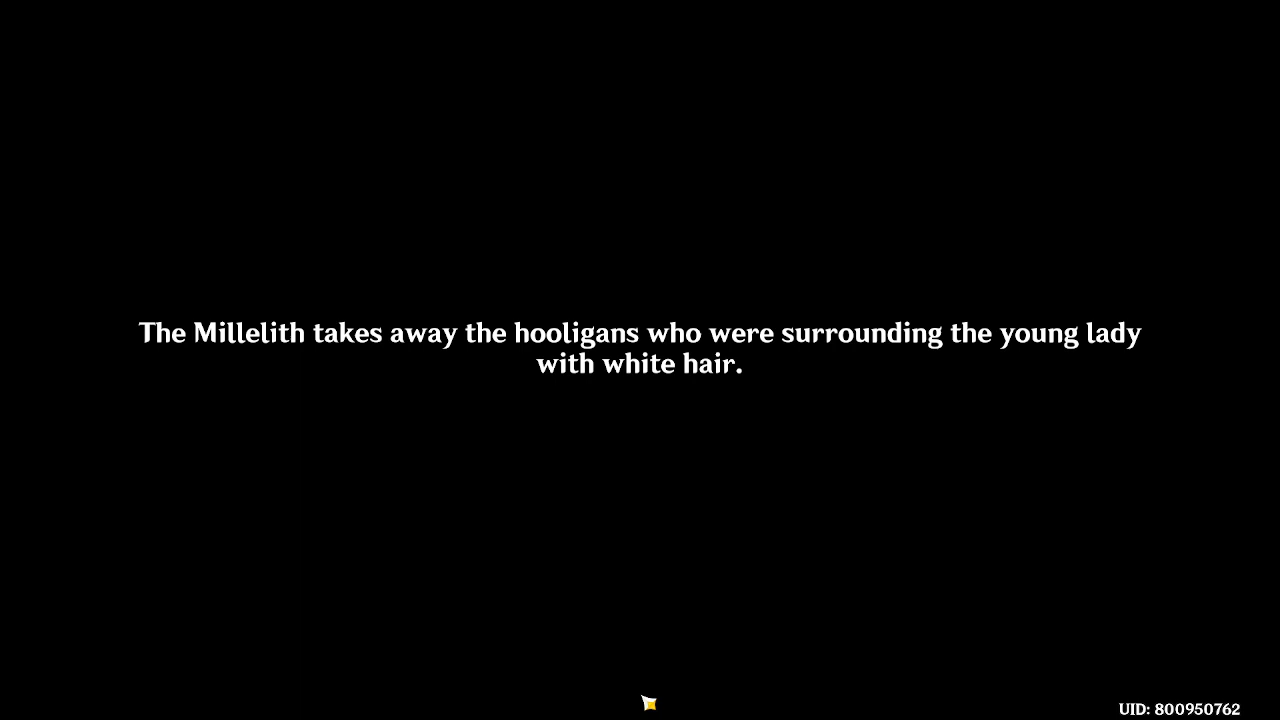 The Millelith takes away the hooligans who were surrounding the young lady
with white hair.
UID: 800950762